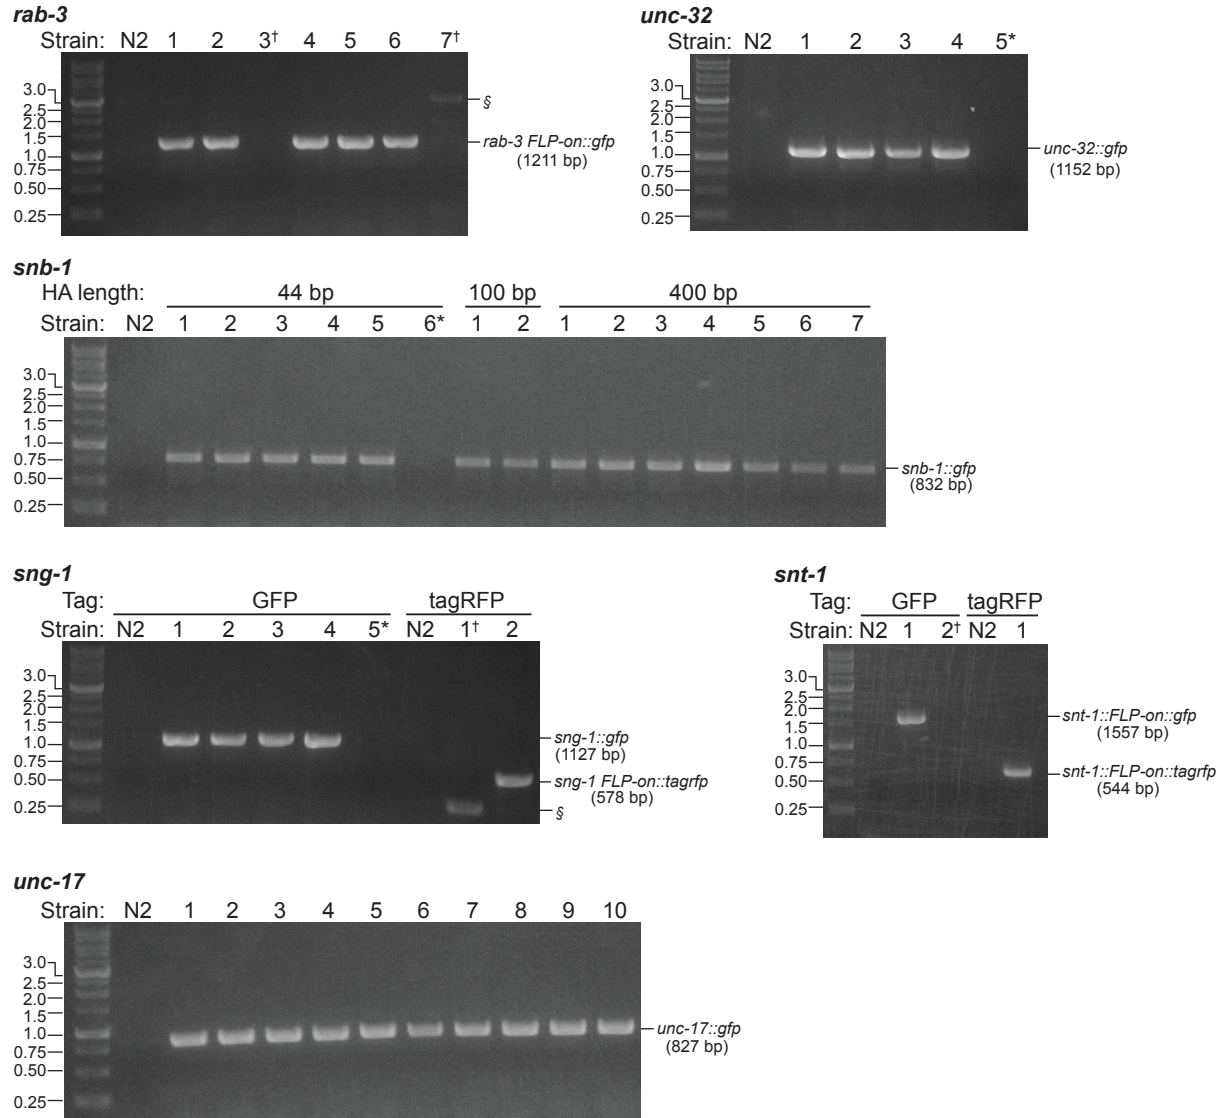 rab-3
Strain: N2 1 2 3† 4 5 6 7†
3.0
2.5
2.0
1.5
1.0
0.75
0.50
0.25
§
rab-3 FLP-on::gfp
(1211 bp)
unc-32
Strain: N2 1 2 3 4 5*
3.0
2.5
2.0
1.5
1.0
0.75
0.50
0.25
unc-32::gfp
(1152 bp)
snb-1
HA length: 44 bp 100 bp 400 bp
Strain: N2 1 2 3 4 5 6* 1 2 1 2 3 4 5 6 7
3.0
2.5
2.0
1.5
1.0
0.75
0.50
0.25
snb-1::gfp
(832 bp)
sng-1
Tag: GFP tagRFP
Strain: N2 1 2 3 4 5* N2 1† 2
3.0
2.5
2.0
1.5
1.0
0.75
0.50
0.25
sng-1::gfp
(1127 bp)
sng-1 FLP-on::tagrfp
(578 bp)
§
snt-1
Tag: GFP tagRFP
Strain: N2 1 2† N2 1
3.0
2.5
2.0
1.5
1.0
0.75
0.50
0.25
snt-1::FLP-on::gfp
(1557 bp)
snt-1::FLP-on::tagrfp
(544 bp)
unc-17
Strain: N2 1 2 3 4 5 6 7 8 9 10
3.0
2.5
2.0
1.5
1.0
0.75
0.50
0.25
unc-17::gfp
(827 bp)